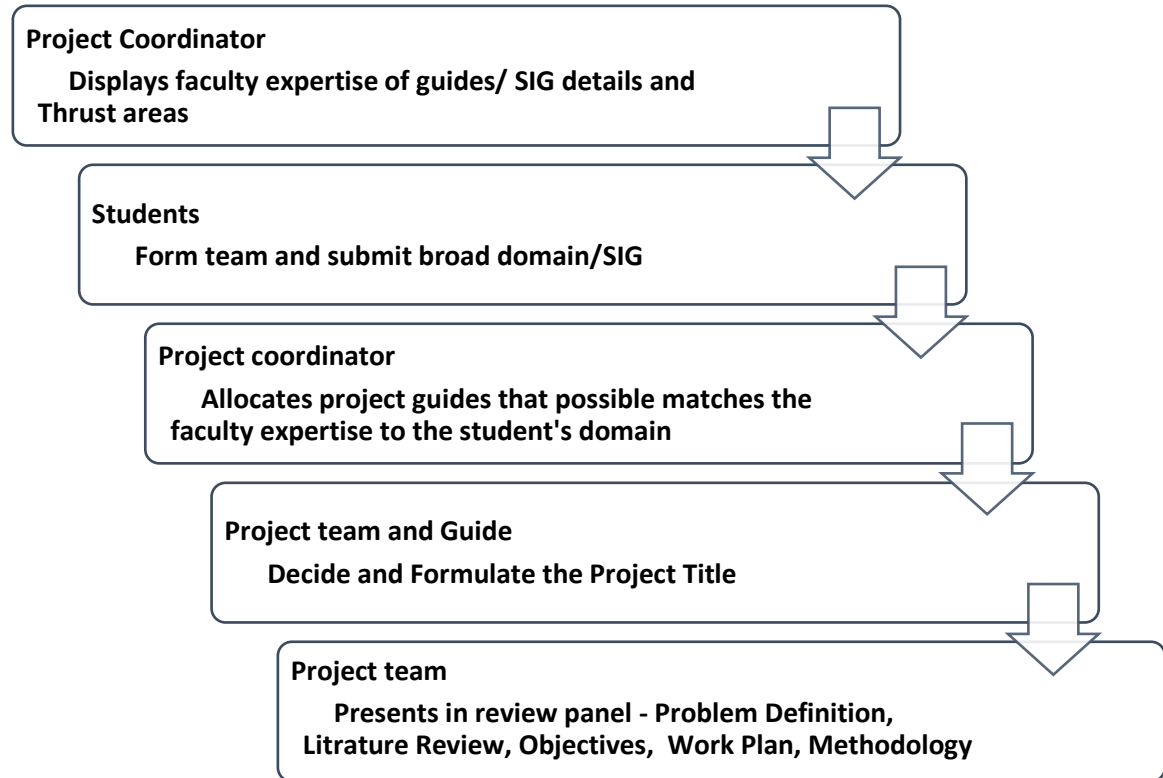 Project Coordinator
Displays faculty expertise of guides/ SIG details and
Thrust areas
Students
Form team and submit broad domain/SIG
Project coordinator
Allocates project guides that possible matches the
faculty expertise to the student's domain
Project team and Guide
Decide and Formulate the Project Title
Project team
Presents in review panel - Problem Definition,
Litrature Review, Objectives, Work Plan, Methodology